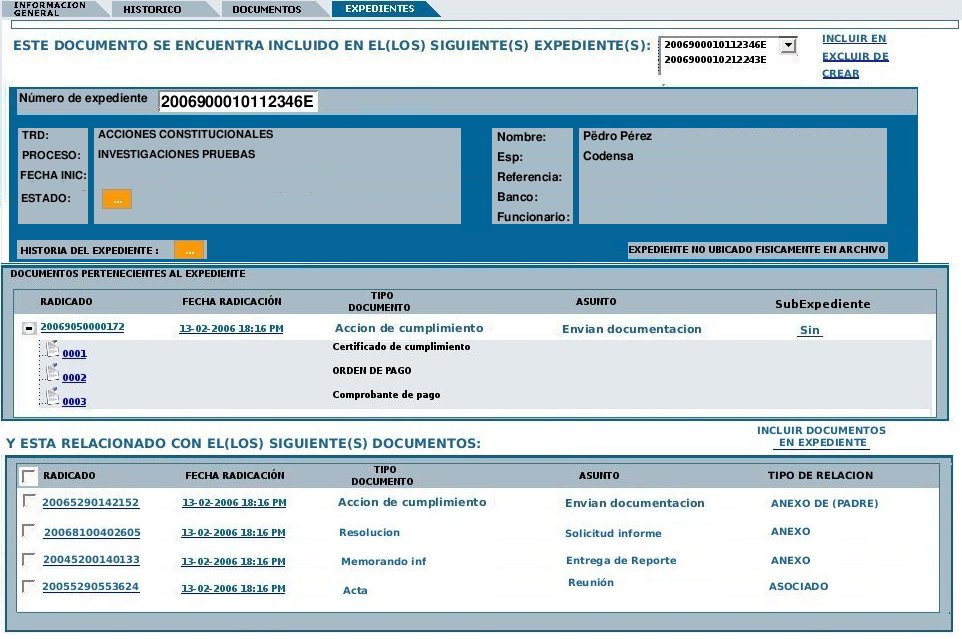 INFORMACION GENERAL HISTORICO DOCUMENTOS EXPEDIENTES
ESTE DOCUMENTO SE ENCUENTRA INCLUIDO EN EL(LOS) SIGUIENTE(S) EXPEDIENTE(S): 2006900010112346E INCLUIR EN
2006900010212243E EXCLUIR DE
CREAR
Número de expediente 2006900010112346E
TRD: ACCIONES CONSTITUCIONALES Nombre: Pëdro Pérez
PROCESO: INVESTIGACIONES PRUEBAS Esp: Codensa
FECHA INIC: Referencia:
ESTADO: ... Banco:
Funcionario:
HISTORIA DEL EXPEDIENTE : ... EXPEDIENTE NO UBICADO FISICAMENTE EN ARCHIVO
DOCUMENTOS PERTENECIENTES AL EXPEDIENTE
RADICADO FECHA RADICACIÓN TIPO DOCUMENTO ASUNTO SubExpediente
20069050000172 13-02-2006 18:16 PM Accion de cumplimiento Envian documentacion Sin
0001 Certificado de cumplimiento
0002 ORDEN DE PAGO
0003 Comprobante de pago
INCLUIR DOCUMENTOS
Y ESTA RELACIONADO CON EL(LOS) SIGUIENTE(S) DOCUMENTOS: EN EXPEDIENTE
RADICADO FECHA RADICACIÓN TIPO DOCUMENTO ASUNTO TIPO DE RELACION
20065290142152 13-02-2006 18:16 PM Accion de cumplimiento Envian documentacion ANEXO DE (PADRE)
20068100402605 13-02-2006 18:16 PM Resolucion Solicitud informe ANEXO
20045200140133 13-02-2006 18:16 PM Memorando inf Entrega de Reporte ANEXO
20055290553624 13-02-2006 18:16 PM Acta Reunión ASOCIADO